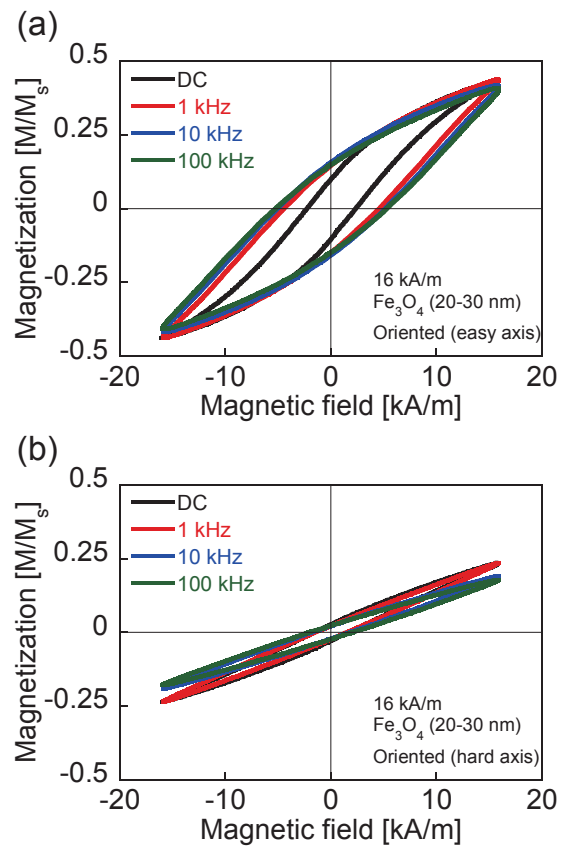 (a)
0.5
0.25
0
-0.25
-0.5
Magnetization [M/Mₛ]
DC
1 kHz
10 kHz
100 kHz
16 kA/m
Fe₃O₄ (20-30 nm)
Oriented (easy axis)
-20 -10 0 10 20
Magnetic field [kA/m]
(b)
0.5
0.25
0
-0.25
-0.5
Magnetization [M/Mₛ]
DC
1 kHz
10 kHz
100 kHz
16 kA/m
Fe₃O₄ (20-30 nm)
Oriented (hard axis)
-20 -10 0 10 20
Magnetic field [kA/m]